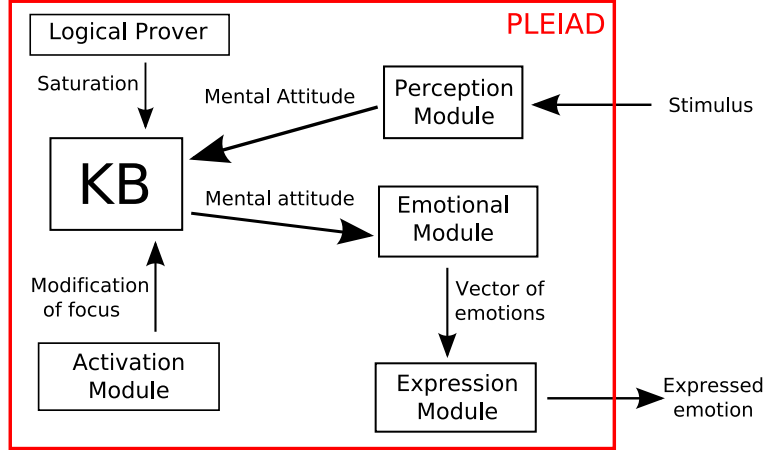 PLEIAD
Logical Prover
Saturation
Mental Attitude
Perception
Module
Stimulus
KB
Mental attitude
Emotional
Module
Modification
of focus
Vector of
emotions
Activation
Module
Expression
Module
Expressed
emotion